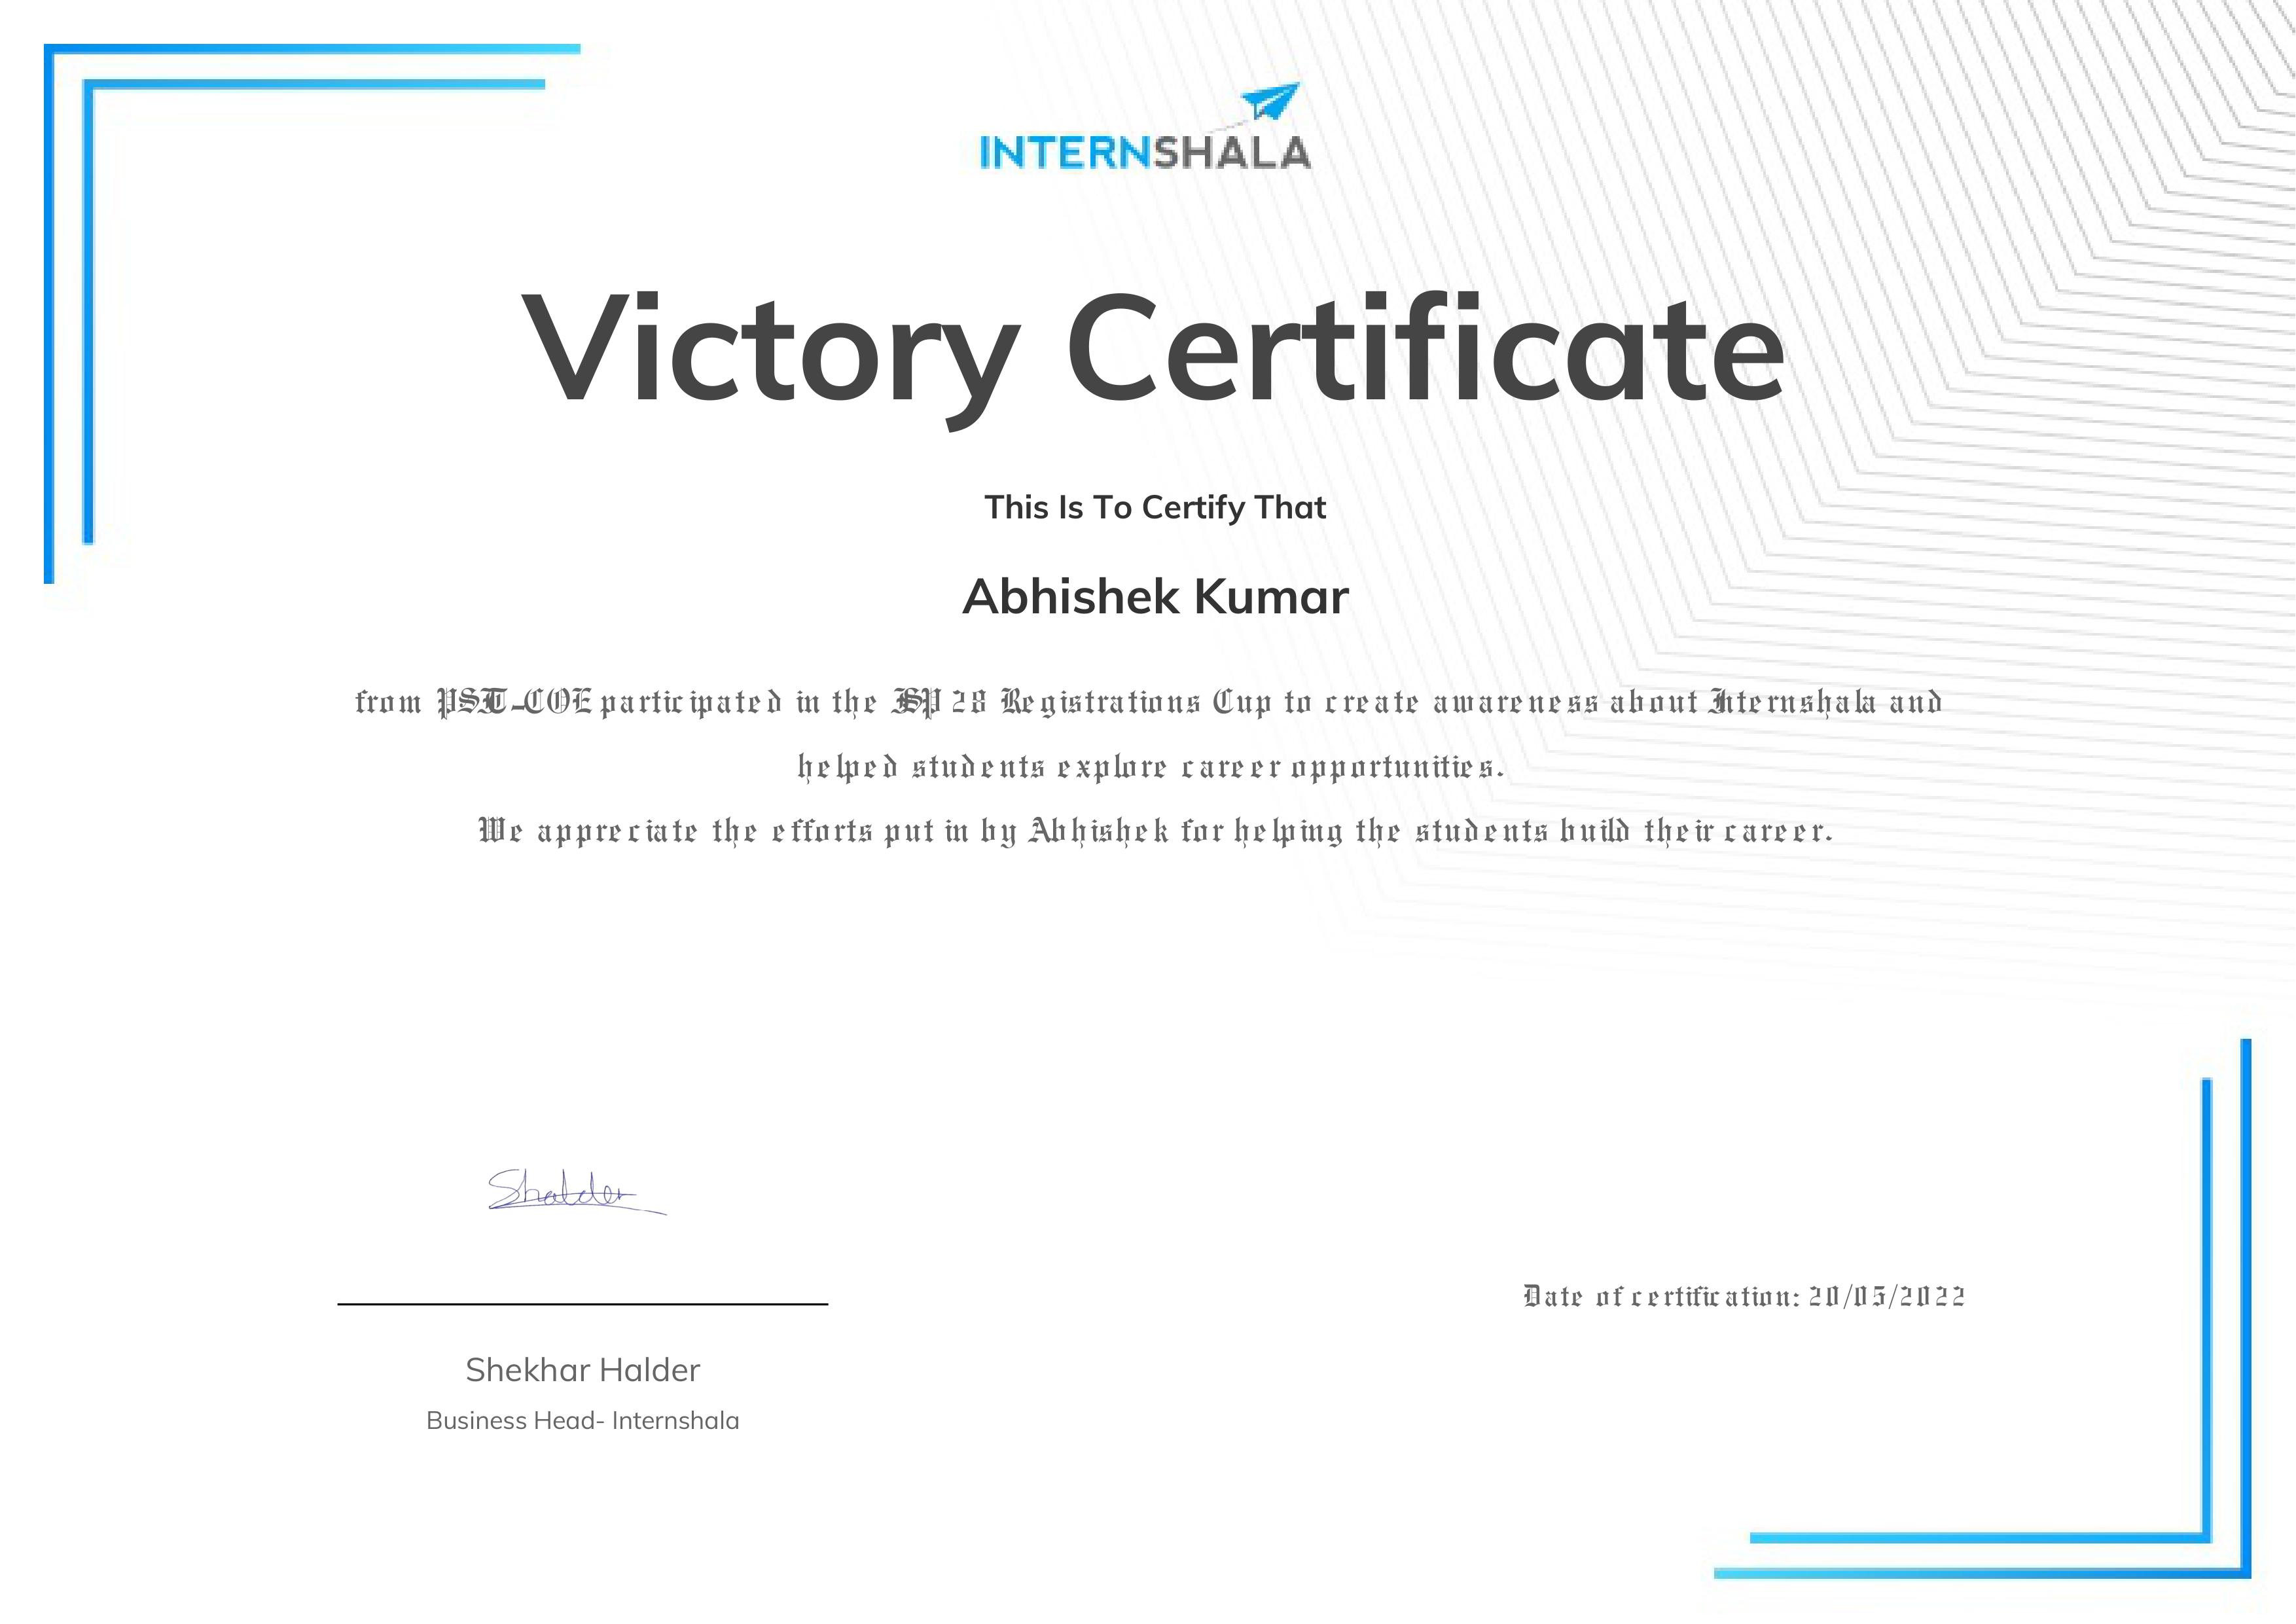 INTERNSHALA
Victory Certificate
This Is To Certify That
Abhishek Kumar
from PSIT-COE participated in the ISP 28 Registrations Cup to create awareness about Internshala and
helped students explore career opportunities.
We appreciate the efforts put in by Abhishek for helping the students build their career.
Shalder
Date of certification: 20/05/2022
Shekhar Halder
Business Head- Internshala